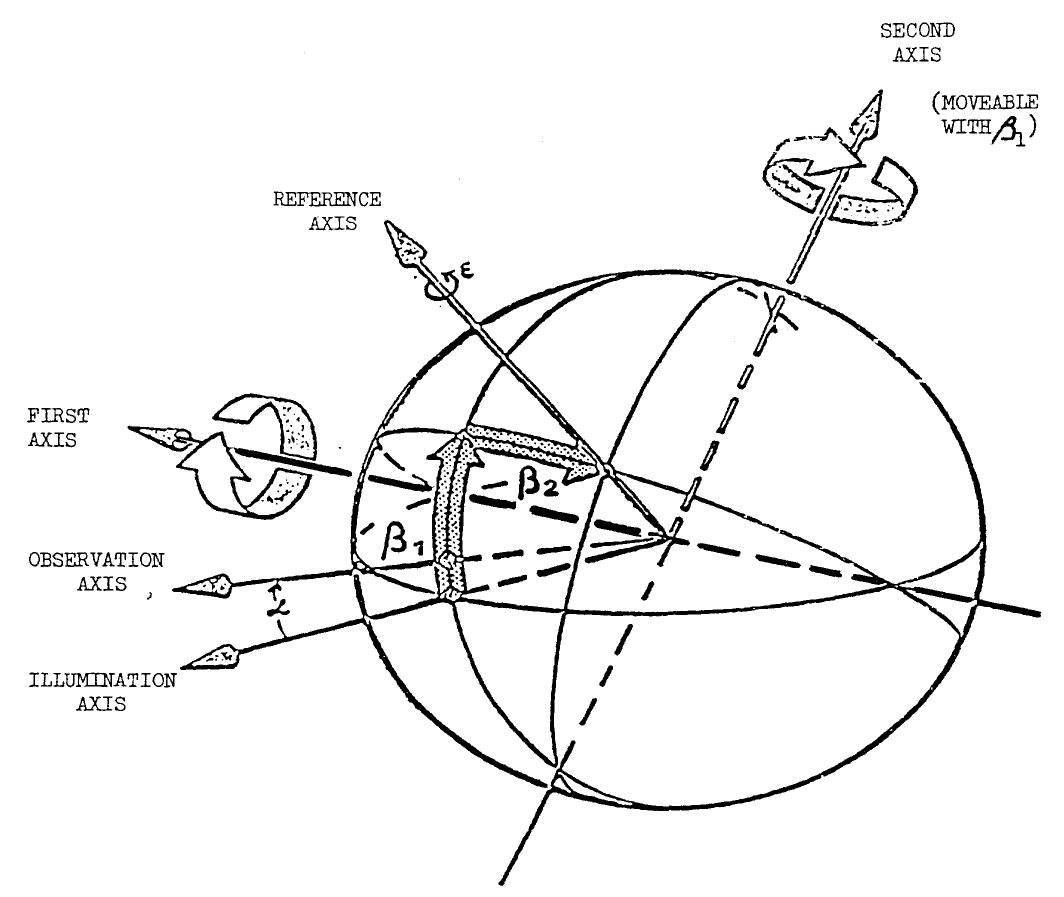 SECOND
AXIS
(MOVEABLE
WITH β₁)
REFERENCE
AXIS
ε
FIRST
AXIS
β₂
β₁
OBSERVATION
AXIS
α
ILLUMINATION
AXIS